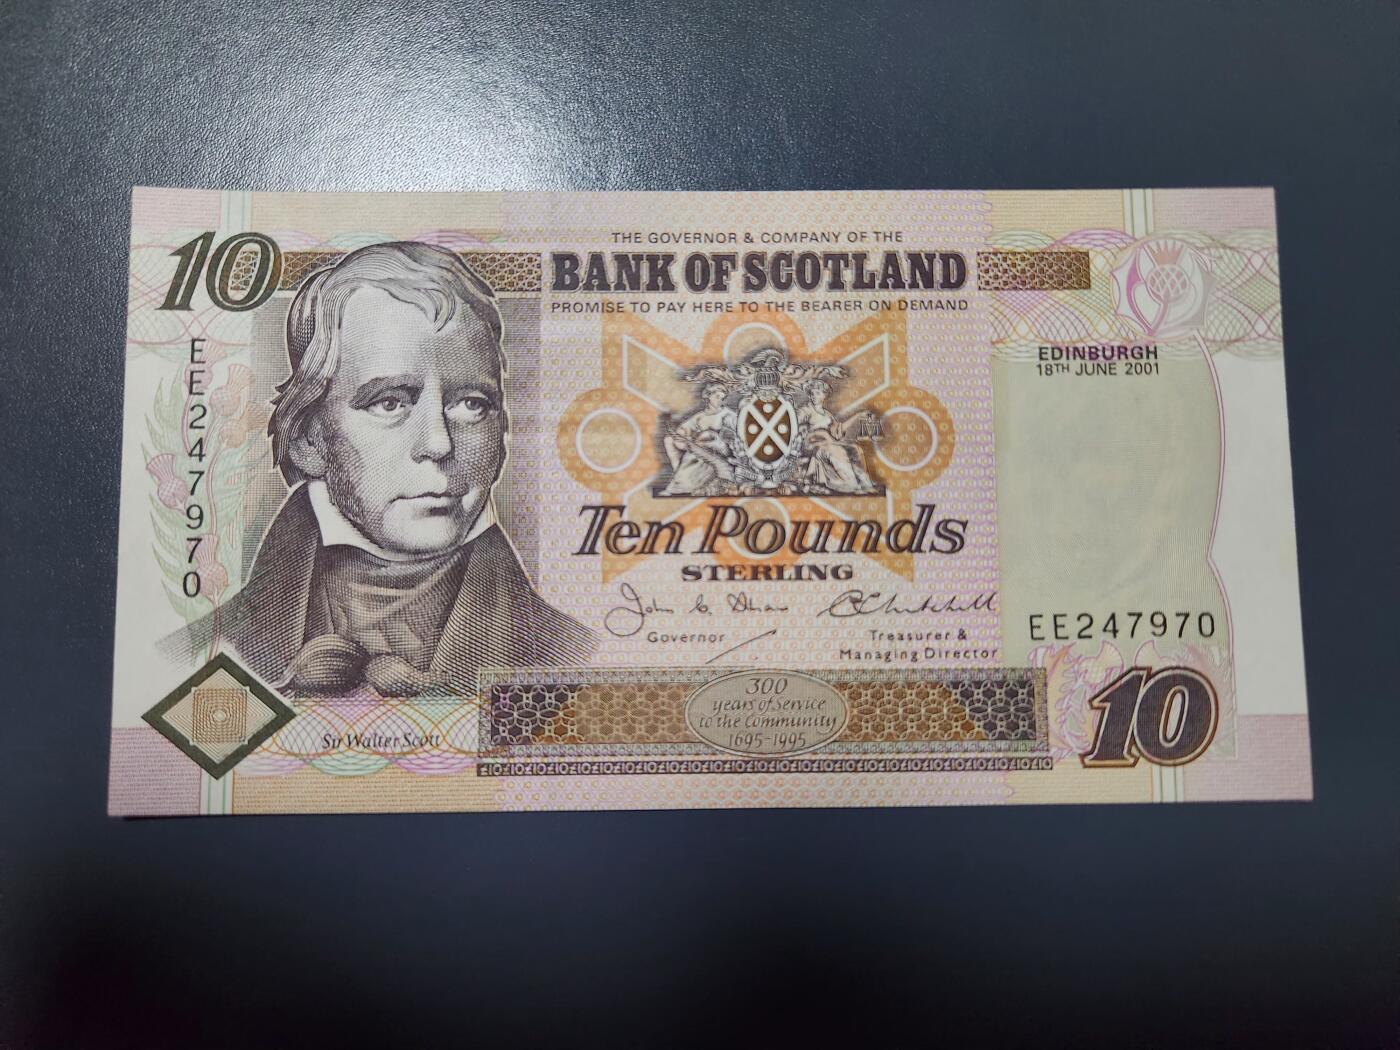 10
THE GOVERNOR & COMPANY OF THE
BANK OF SCOTLAND
PROMISE TO PAY HERE TO THE BEARER ON DEMAND
EE247970
EDINBURGH
18TH JUNE 2001
Ten Pounds
STERLING
Governor
Treasurer &
Managing Director
EE247970
300
years of Service
to the Community
1695-1995
Sir Walter Scott
10